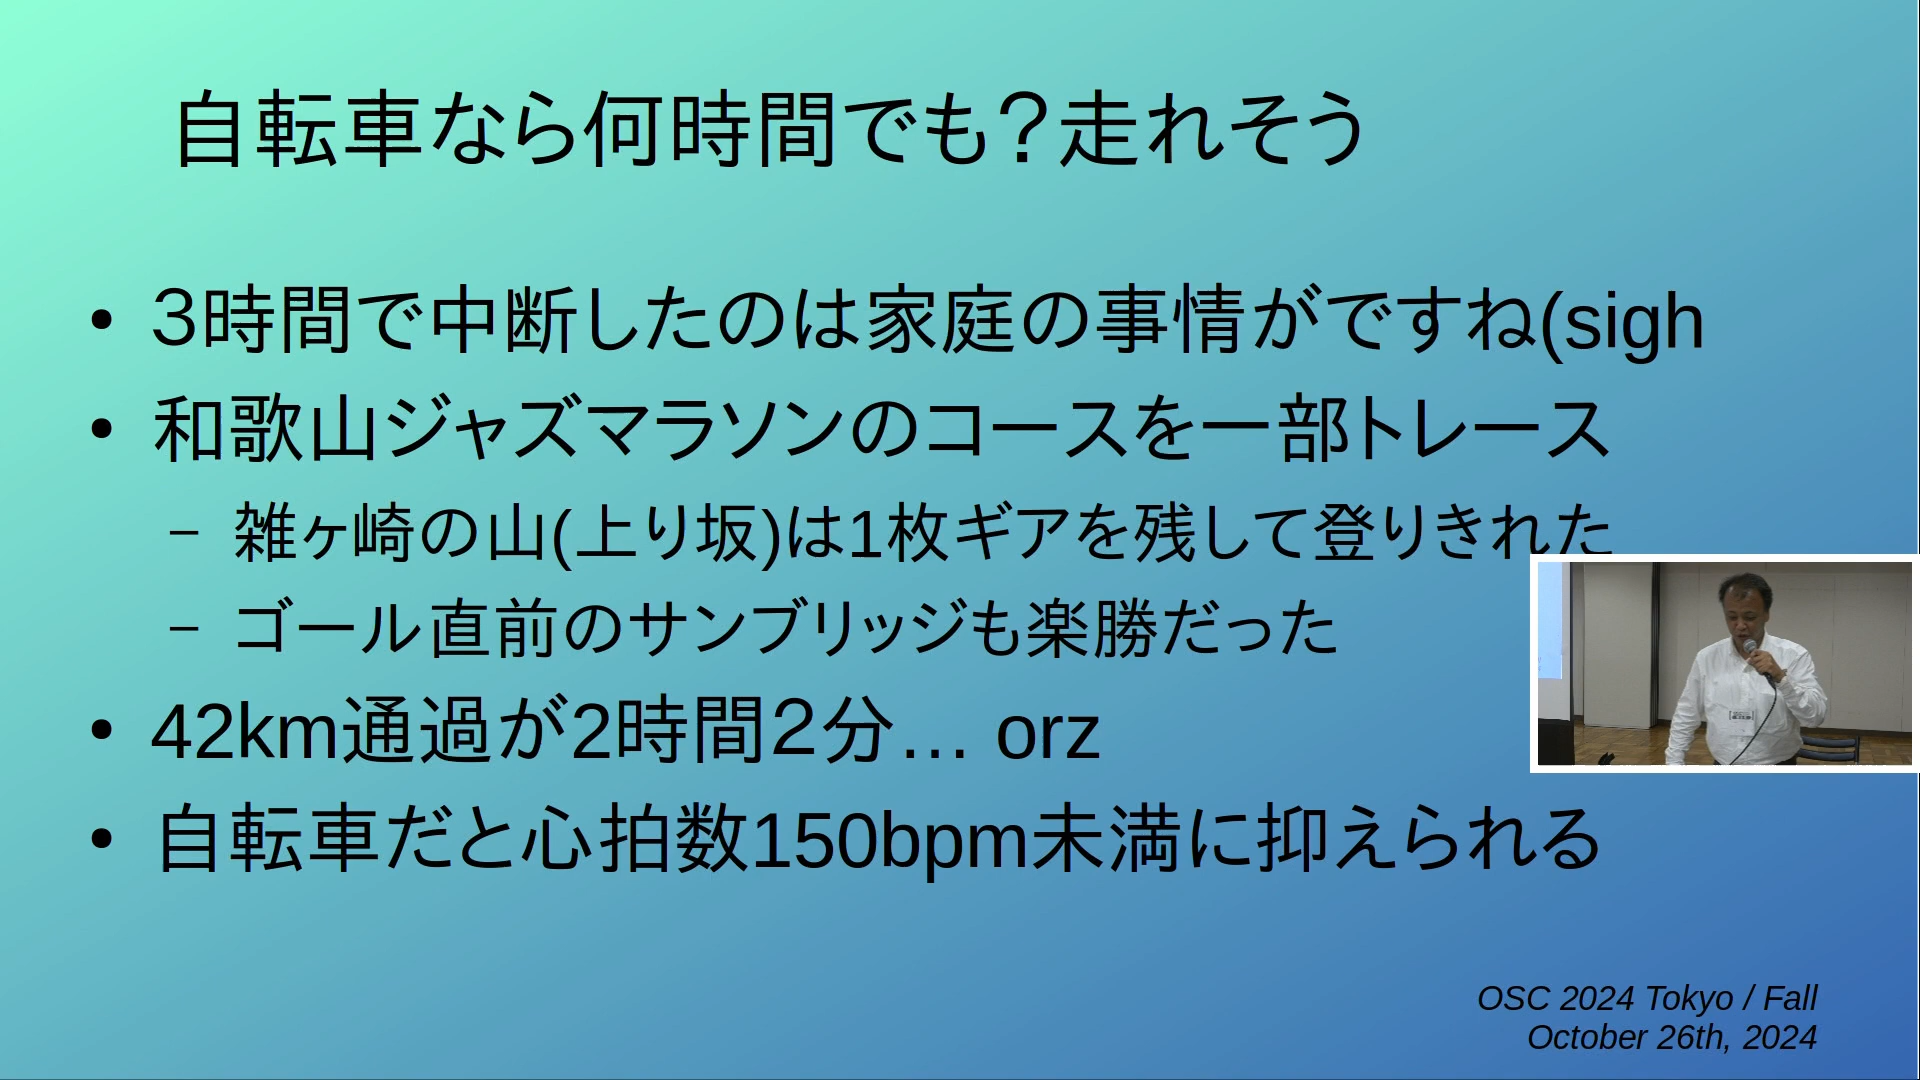 自転車なら何時間でも?走れそう
• 3時間で中断したのは家庭の事情がですね(sigh
• 和歌山ジャズマラソンのコースを一部トレース
– 雑ヶ崎の山(上り坂)は1枚ギアを残して登りきれた
– ゴール直前のサンブリッジも楽勝だった
• 42km通過が2時間2分… orz
• 自転車だと心拍数150bpm未満に抑えられる
OSC 2024 Tokyo / Fall
October 26th, 2024